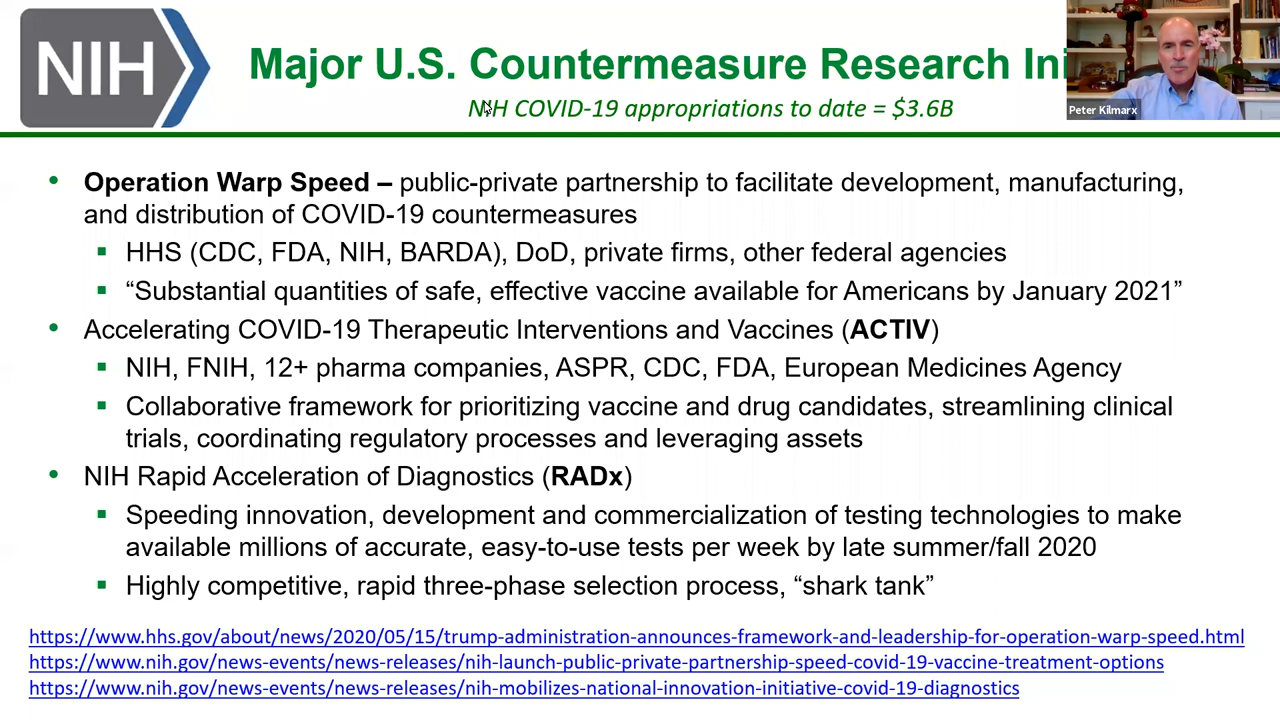 NIH
Major U.S. Countermeasure Research Ini
Peter Kilmarx
NIH COVID-19 appropriations to date = $3.6B
• Operation Warp Speed – public-private partnership to facilitate development, manufacturing,
and distribution of COVID-19 countermeasures
▪ HHS (CDC, FDA, NIH, BARDA), DoD, private firms, other federal agencies
▪ “Substantial quantities of safe, effective vaccine available for Americans by January 2021”
• Accelerating COVID-19 Therapeutic Interventions and Vaccines (ACTIV)
▪ NIH, FNIH, 12+ pharma companies, ASPR, CDC, FDA, European Medicines Agency
▪ Collaborative framework for prioritizing vaccine and drug candidates, streamlining clinical
trials, coordinating regulatory processes and leveraging assets
• NIH Rapid Acceleration of Diagnostics (RADx)
▪ Speeding innovation, development and commercialization of testing technologies to make
available millions of accurate, easy-to-use tests per week by late summer/fall 2020
▪ Highly competitive, rapid three-phase selection process, “shark tank”
https://www.hhs.gov/about/news/2020/05/15/trump-administration-announces-framework-and-leadership-for-operation-warp-speed.html
https://www.nih.gov/news-events/news-releases/nih-launch-public-private-partnership-speed-covid-19-vaccine-treatment-options
https://www.nih.gov/news-events/news-releases/nih-mobilizes-national-innovation-initiative-covid-19-diagnostics